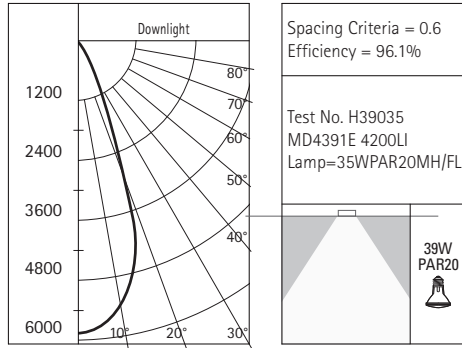 Downlight
80°
70°
60°
50°
40°
30°
20°
10°
1200
2400
3600
4800
6000
Spacing Criteria = 0.6
Efficiency = 96.1%
Test No. H39035
MD4391E 4200LI
Lamp=35WPAR20MH/FL
39W
PAR20